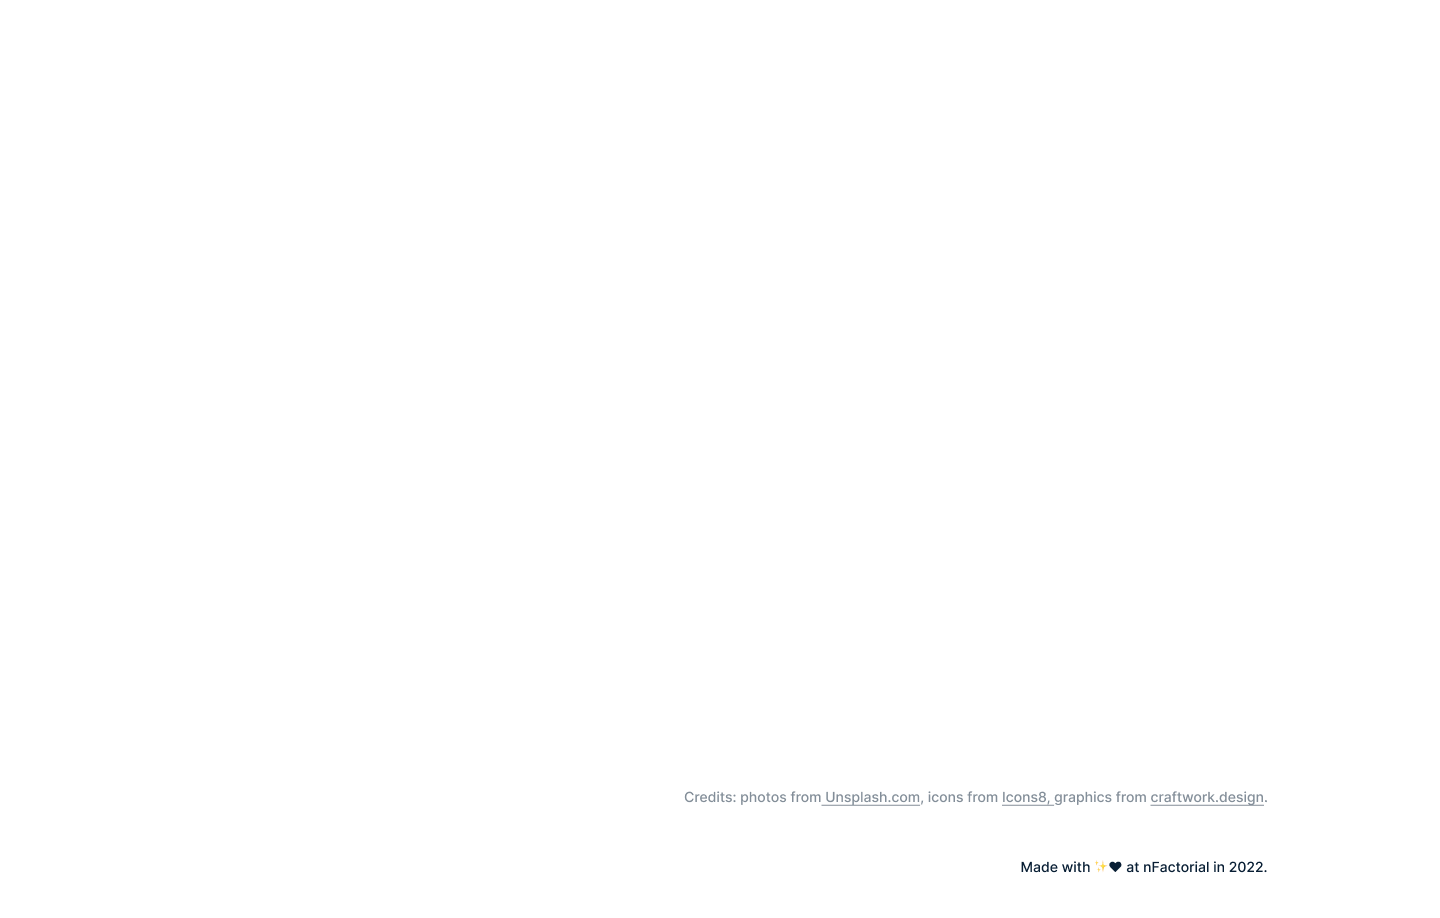 Credits: photos from Unsplash.com, icons from Icons8, graphics from craftwork.design.
Made with ✨❤ at nFactorial in 2022.